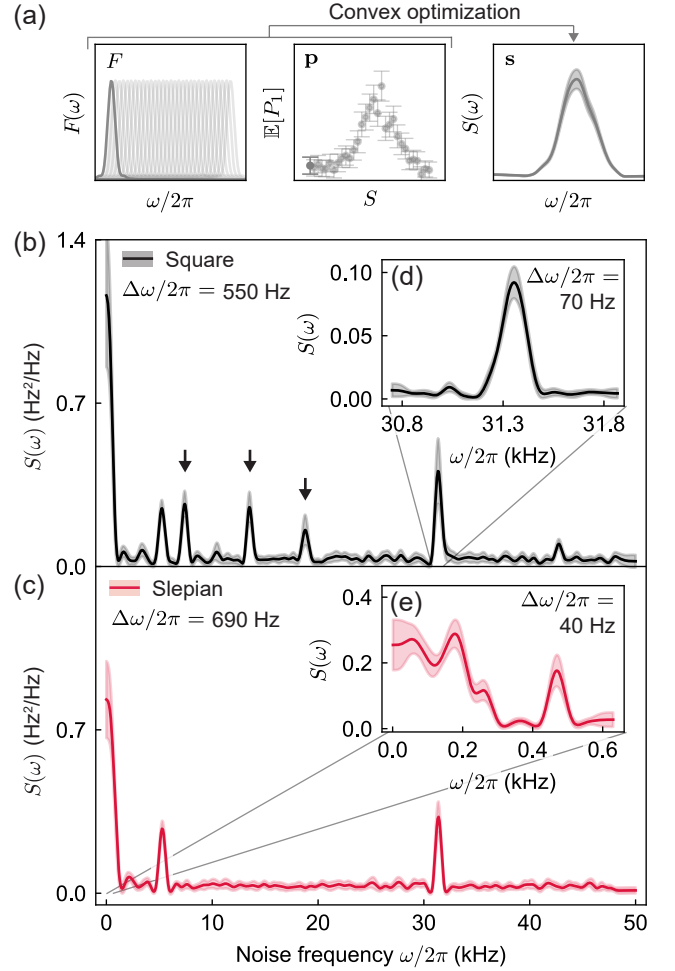 (a)
Convex optimization
F
p
s
F(ω)
𝔼[P₁]
S(ω)
ω/2π
S
ω/2π
(b)
1.4
0.7
0.0
S(ω) (Hz²/Hz)
Square
Δω/2π = 550 Hz
(d)
Δω/2π =
70 Hz
0.10
0.05
0.00
S(ω)
30.8
31.3
31.8
ω/2π (kHz)
(c)
0.7
0.0
S(ω) (Hz²/Hz)
Slepian
Δω/2π = 690 Hz
(e)
Δω/2π =
40 Hz
0.4
0.2
0.0
S(ω)
0.0
0.2
0.4
0.6
ω/2π (kHz)
0
10
20
30
40
50
Noise frequency ω/2π (kHz)